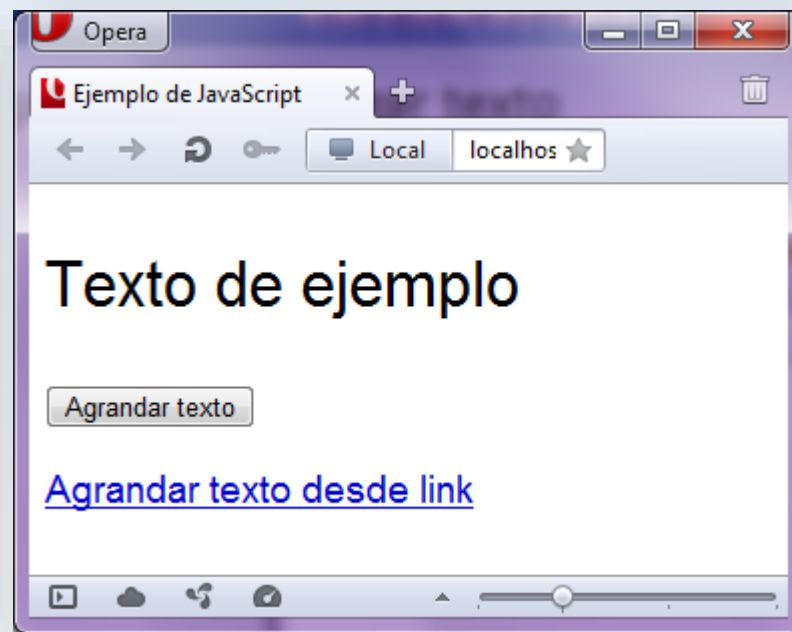 Opera
Ejemplo de JavaScript
Local localhos
Texto de ejemplo
Agrandar texto
Agrandar texto desde link